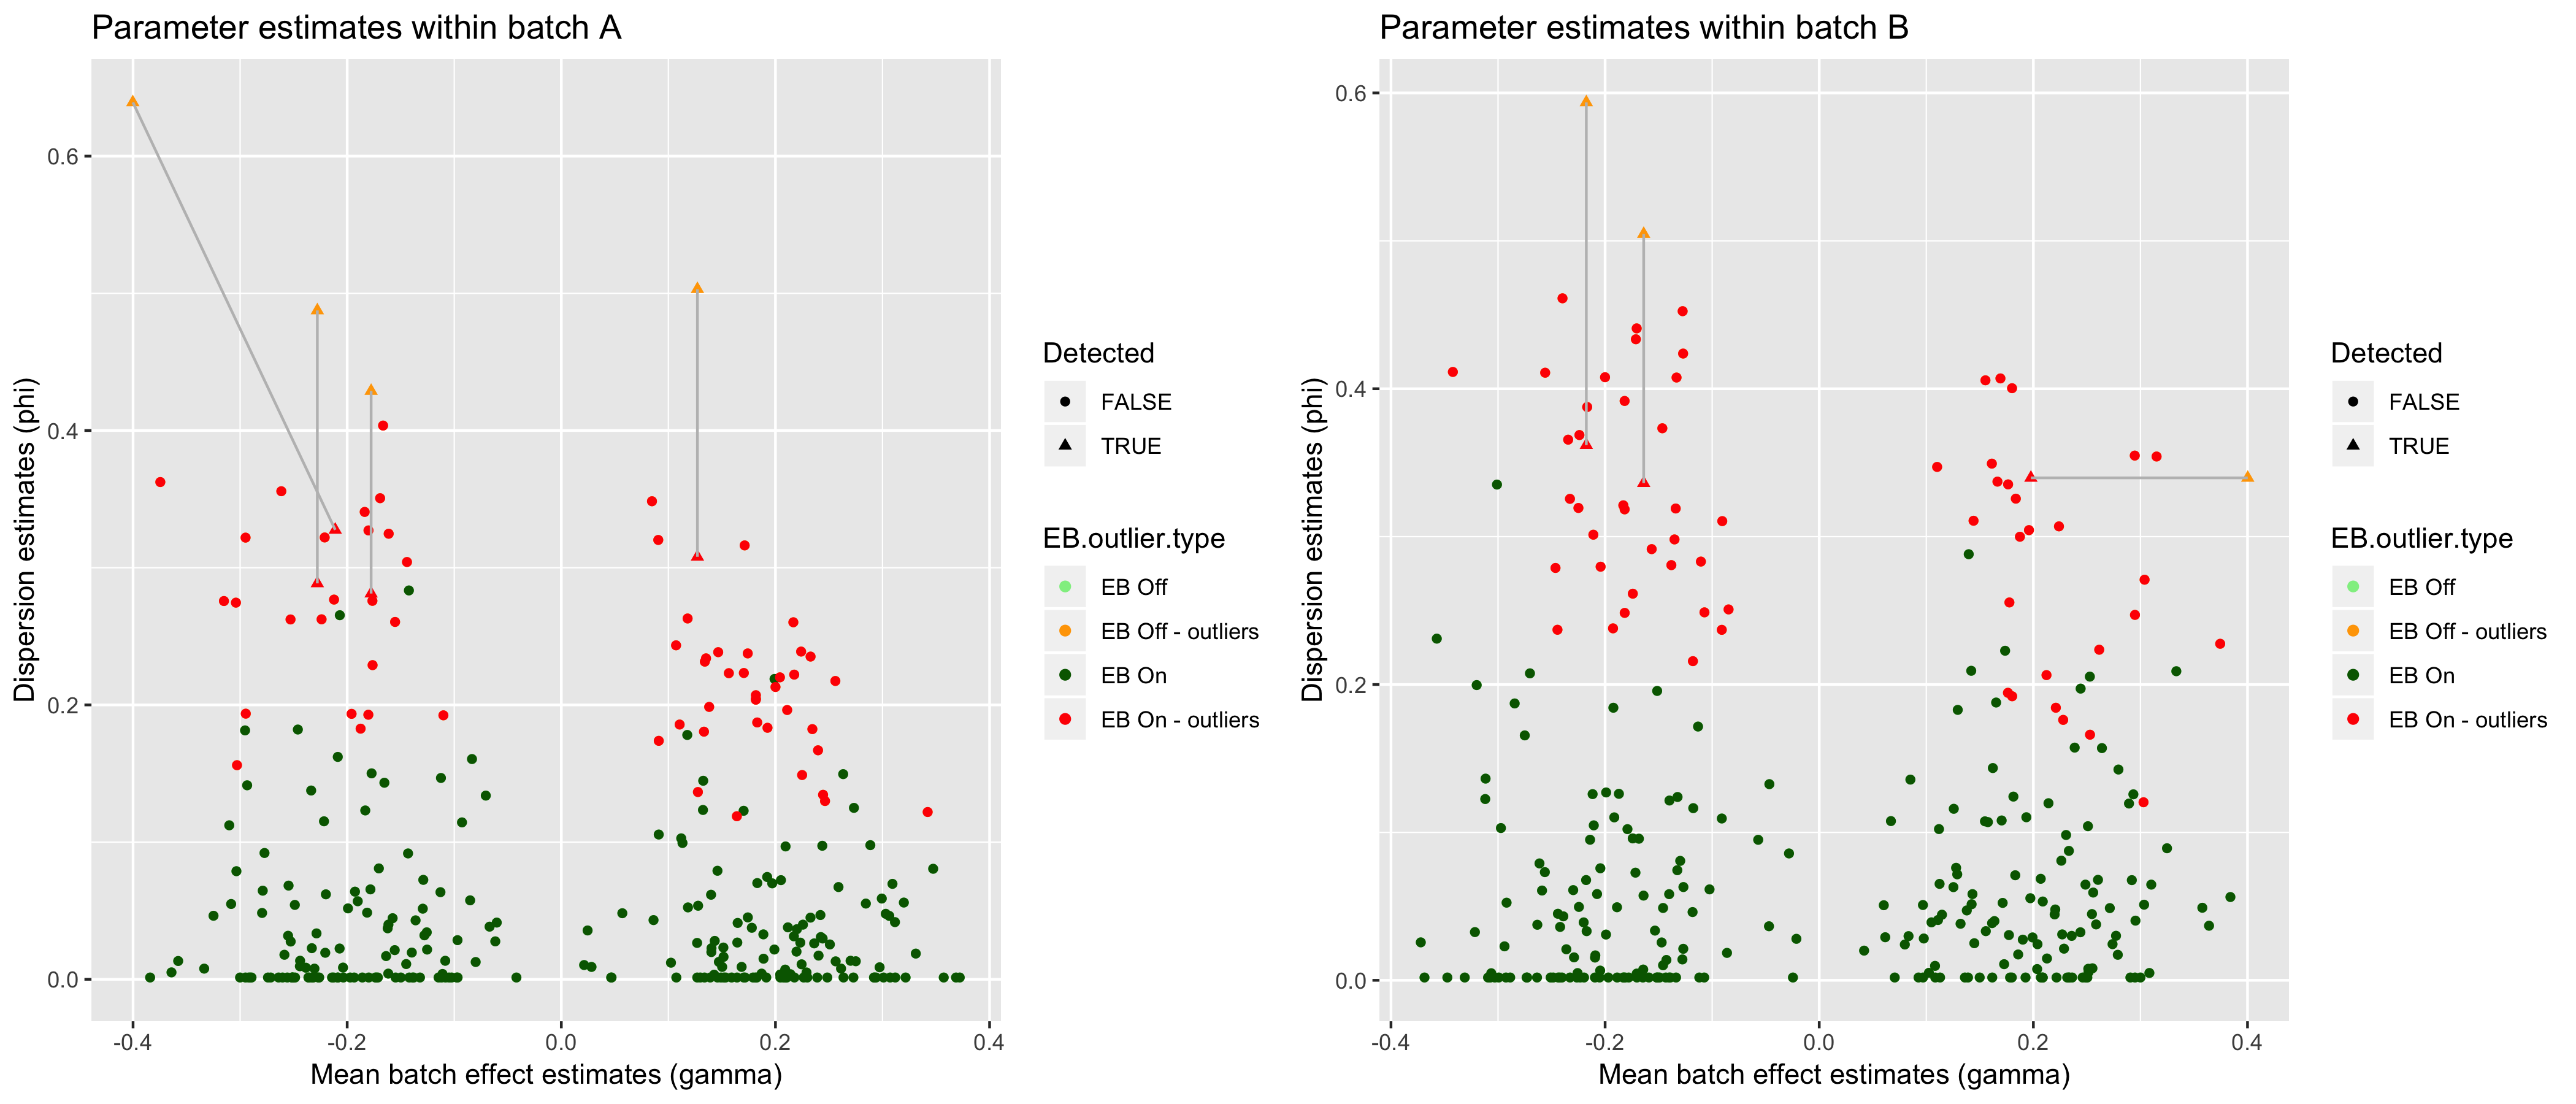 Parameter estimates within batch A
Dispersion estimates (phi)
0.6
0.4
0.2
0.0
-0.4
-0.2
0.0
0.2
0.4
Mean batch effect estimates (gamma)
Detected
FALSE
TRUE
EB.outlier.type
EB Off
EB Off - outliers
EB On
EB On - outliers
Parameter estimates within batch B
Dispersion estimates (phi)
0.6
0.4
0.2
0.0
-0.4
-0.2
0.0
0.2
0.4
Mean batch effect estimates (gamma)
Detected
FALSE
TRUE
EB.outlier.type
EB Off
EB Off - outliers
EB On
EB On - outliers